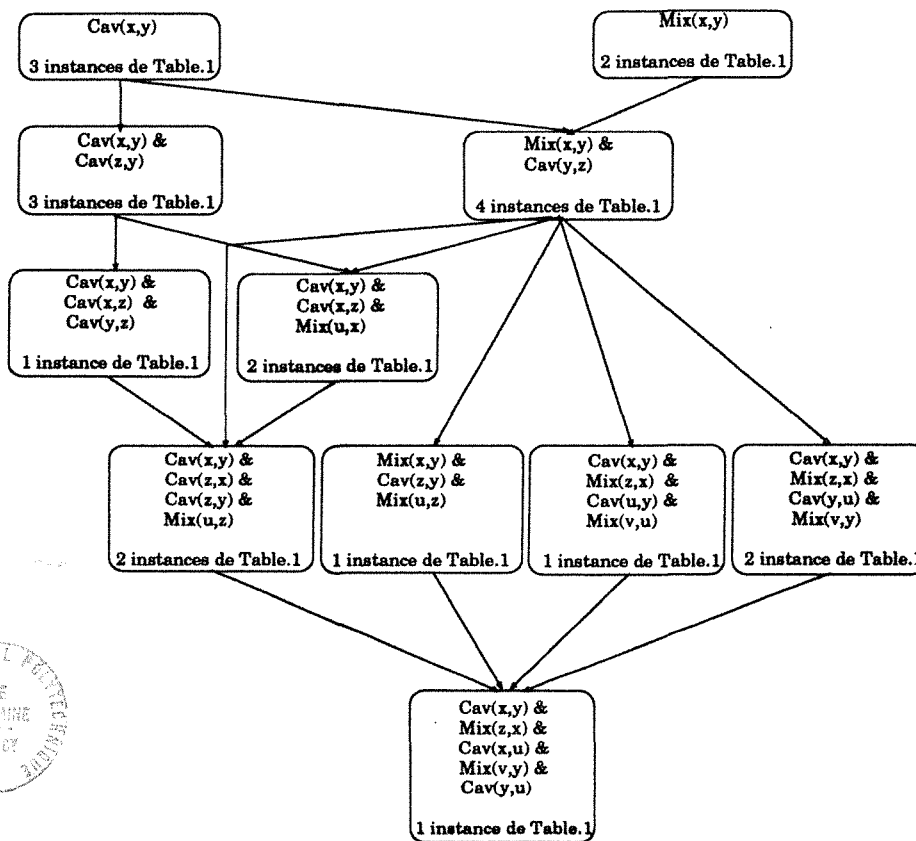 Cav(x,y)
3 instances de Table.1
Mix(x,y)
2 instances de Table.1
Cav(x,y) &
Cav(z,y)
3 instances de Table.1
Mix(x,y) &
Cav(y,z)
4 instances de Table.1
Cav(x,y) &
Cav(x,z) &
Cav(y,z)
1 instance de Table.1
Cav(x,y) &
Cav(x,z) &
Mix(u,x)
2 instances de Table.1
Cav(x,y) &
Cav(z,x) &
Cav(z,y) &
Mix(u,z)
2 instances de Table.1
Mix(x,y) &
Cav(z,y) &
Mix(u,z)
1 instance de Table.1
Cav(x,y) &
Mix(z,x) &
Cav(u,y) &
Mix(v,u)
1 instance de Table.1
Cav(x,y) &
Mix(z,x) &
Cav(y,u) &
Mix(v,y)
2 instance de Table.1
Cav(x,y) &
Mix(z,x) &
Cav(x,u) &
Mix(v,y) &
Cav(y,u)
1 instance de Table.1
POLYTECHNIQUE